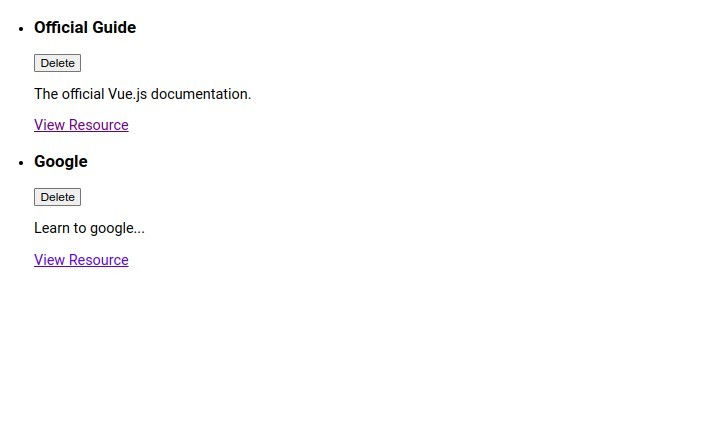 Official Guide
Delete
The official Vue.js documentation.
View Resource
Google
Delete
Learn to google...
View Resource